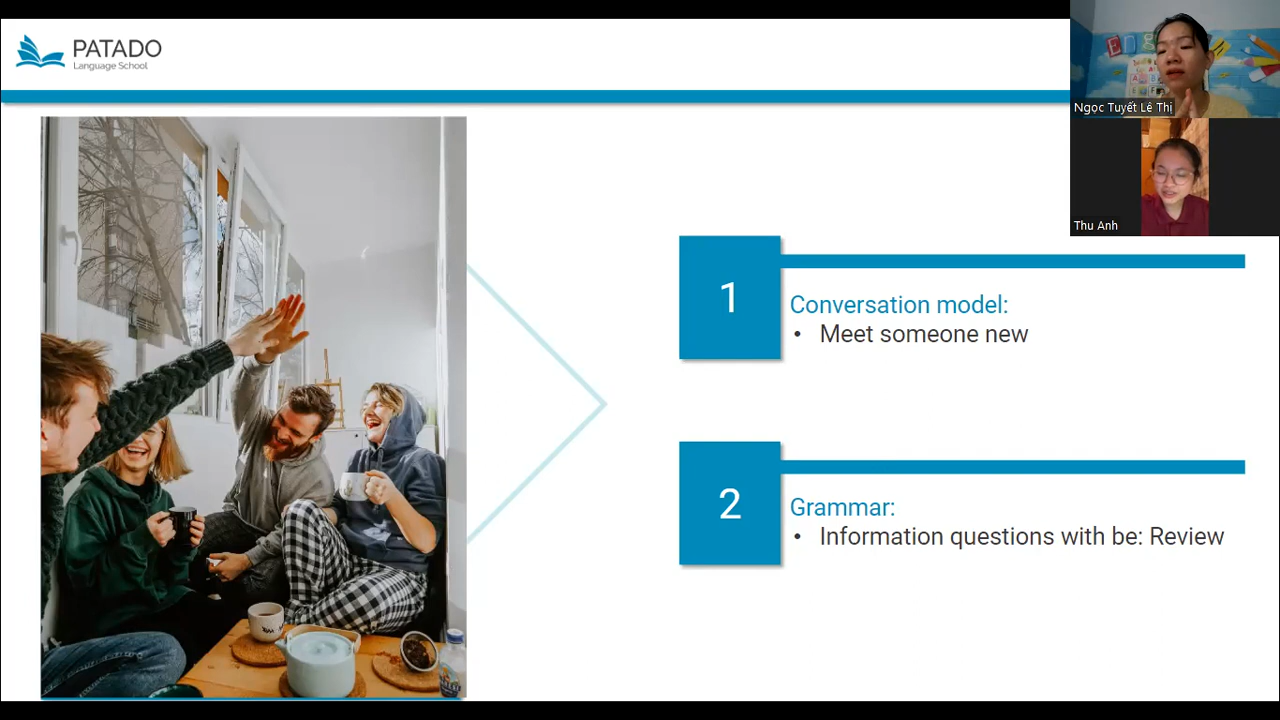 PATADO
Language School
Ngọc Tuyết Lê Thị
Thu Anh
1
Conversation model:
• Meet someone new
2
Grammar:
• Information questions with be: Review